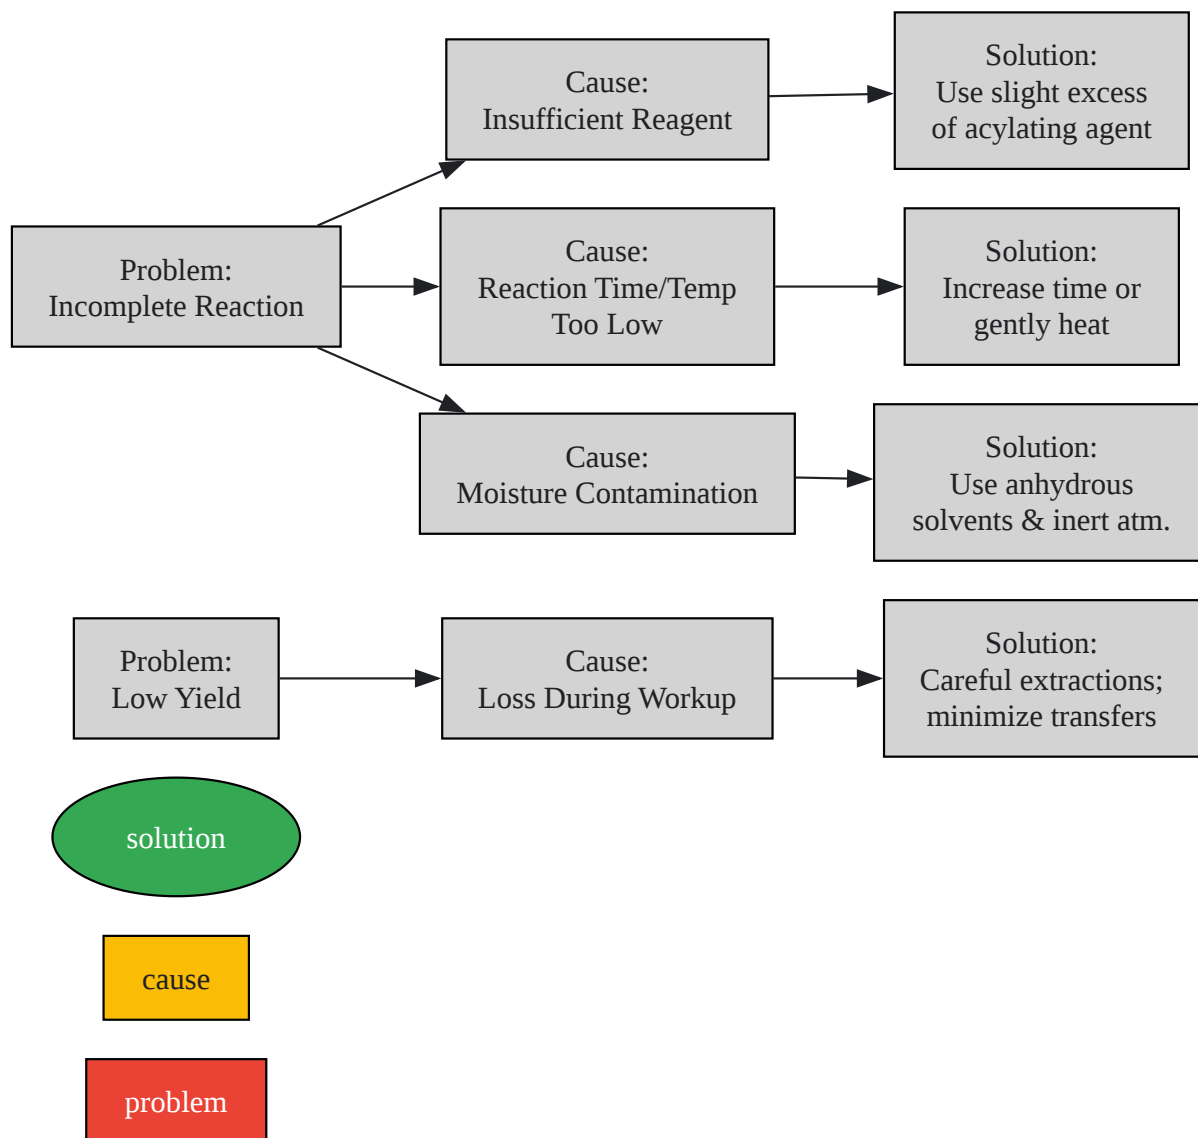 Problem:
Incomplete Reaction
Cause:
Insufficient Reagent
Solution:
Use slight excess
of acylating agent
Cause:
Reaction Time/Temp
Too Low
Solution:
Increase time or
gently heat
Cause:
Moisture Contamination
Solution:
Use anhydrous
solvents & inert atm.
Problem:
Low Yield
Cause:
Loss During Workup
Solution:
Careful extractions;
minimize transfers
solution
cause
problem